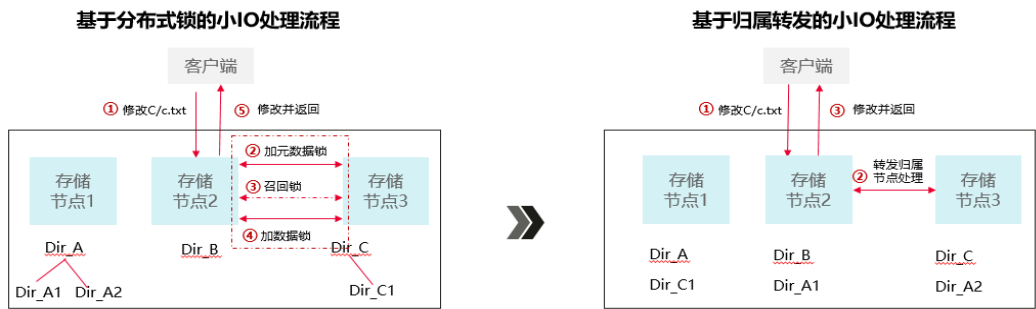 基于分布式锁的小IO处理流程
客户端
① 修改C/c.txt
⑤ 修改并返回
② 加元数据锁
③ 召回锁
④ 加数据锁
存储
节点1
存储
节点2
存储
节点3
Dir_A
Dir_B
Dir_C
Dir_A1
Dir_A2
Dir_C1
基于归属转发的小IO处理流程
客户端
① 修改C/c.txt
③ 修改并返回
② 转发归属
节点处理
存储
节点1
存储
节点2
存储
节点3
Dir_A
Dir_B
Dir_C
Dir_C1
Dir_A1
Dir_A2